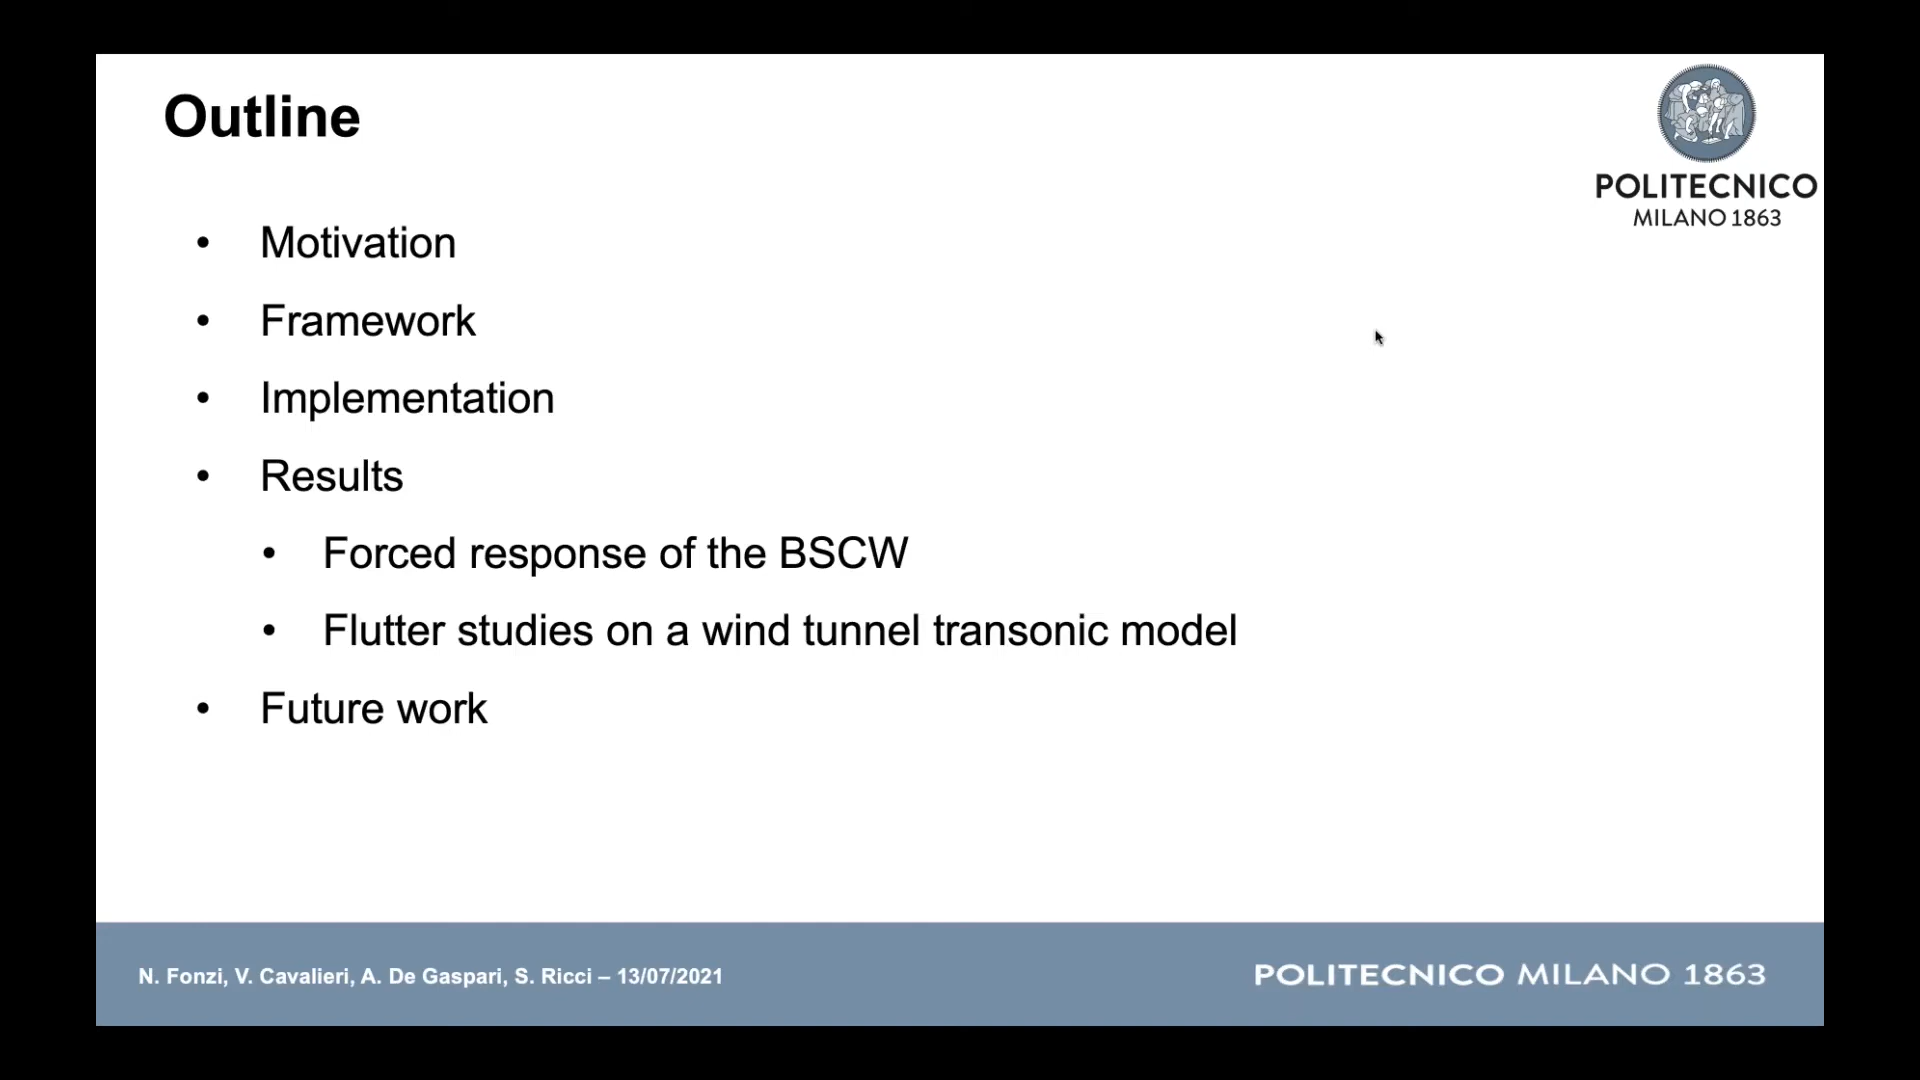 Outline
POLITECNICO
MILANO 1863
• Motivation
• Framework
• Implementation
• Results
• Forced response of the BSCW
• Flutter studies on a wind tunnel transonic model
• Future work
N. Fonzi, V. Cavalieri, A. De Gaspari, S. Ricci – 13/07/2021
POLITECNICO MILANO 1863